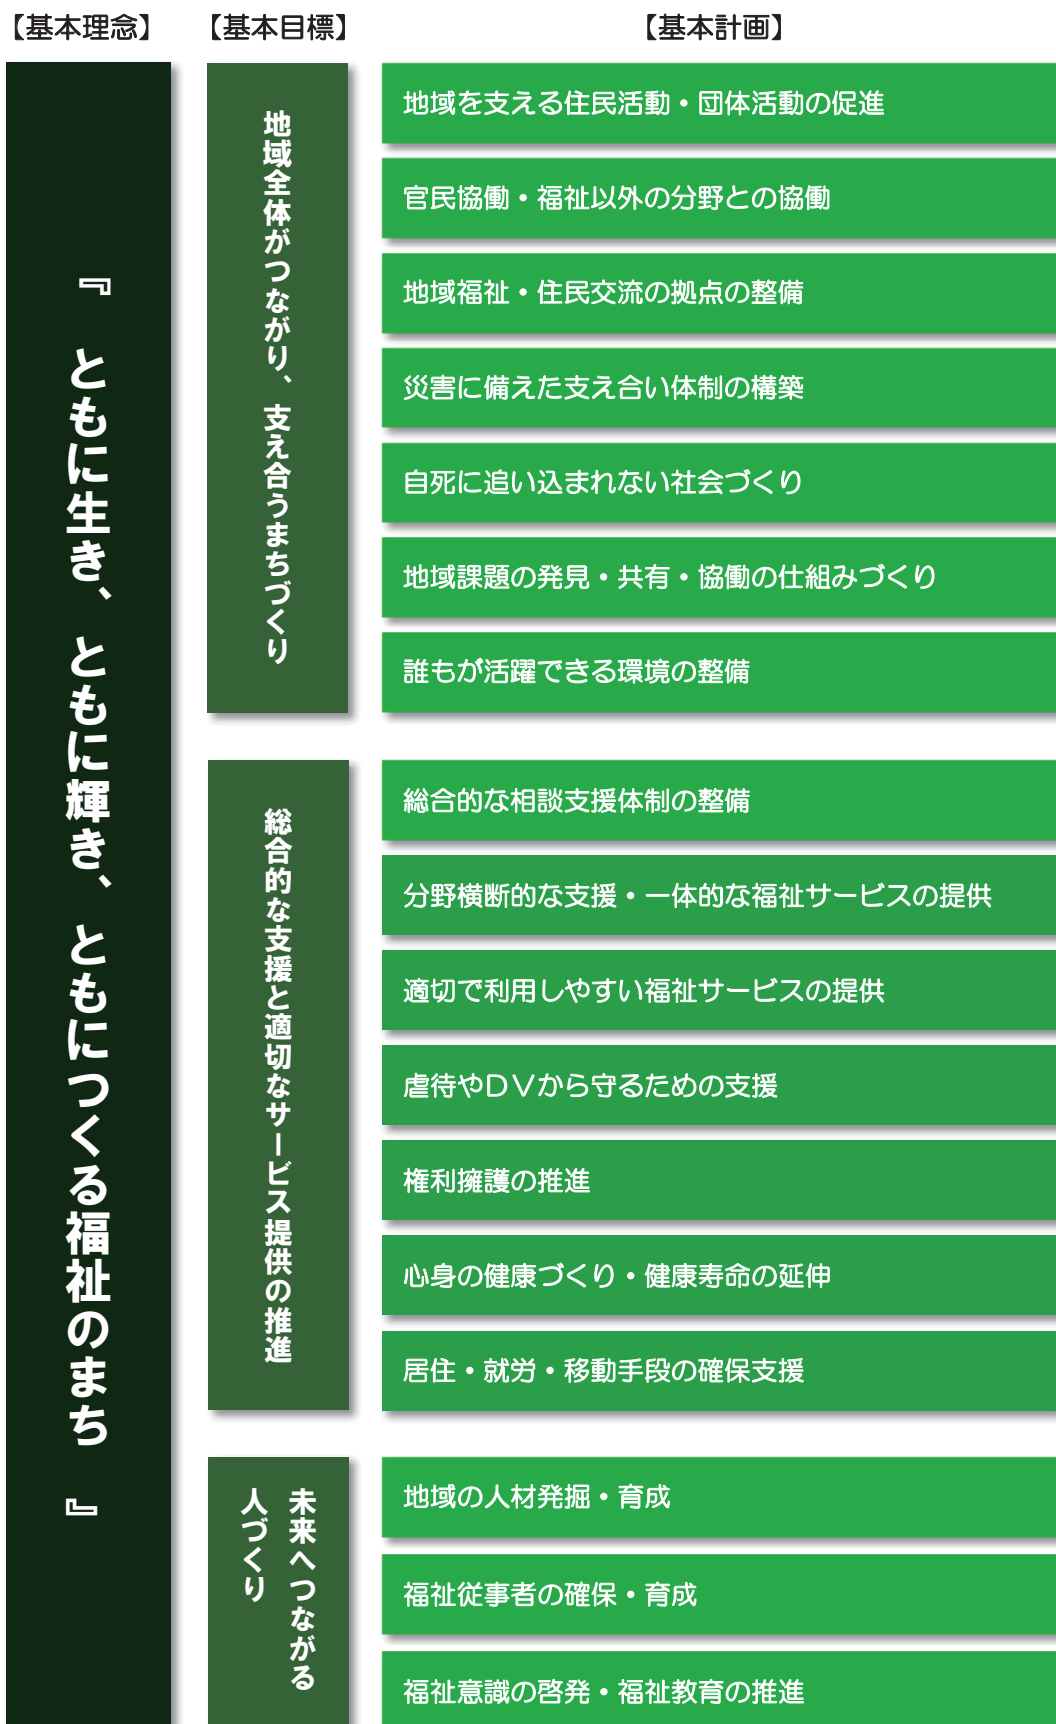 【基本理念】
【基本目標】
【基本計画】
『 ともに生き、ともに輝き、ともにつくる福祉のまち 』
地域全体がつながり、支え合うまちづくり
地域を支える住民活動・団体活動の促進
官民協働・福祉以外の分野との協働
地域福祉・住民交流の拠点の整備
災害に備えた支え合い体制の構築
自死に追い込まれない社会づくり
地域課題の発見・共有・協働の仕組みづくり
誰もが活躍できる環境の整備
総合的な支援と適切なサービス提供の推進
総合的な相談支援体制の整備
分野横断的な支援・一体的な福祉サービスの提供
適切で利用しやすい福祉サービスの提供
虐待やＤＶから守るための支援
権利擁護の推進
心身の健康づくり・健康寿命の延伸
居住・就労・移動手段の確保支援
未来へつながる
人づくり
地域の人材発掘・育成
福祉従事者の確保・育成
福祉意識の啓発・福祉教育の推進